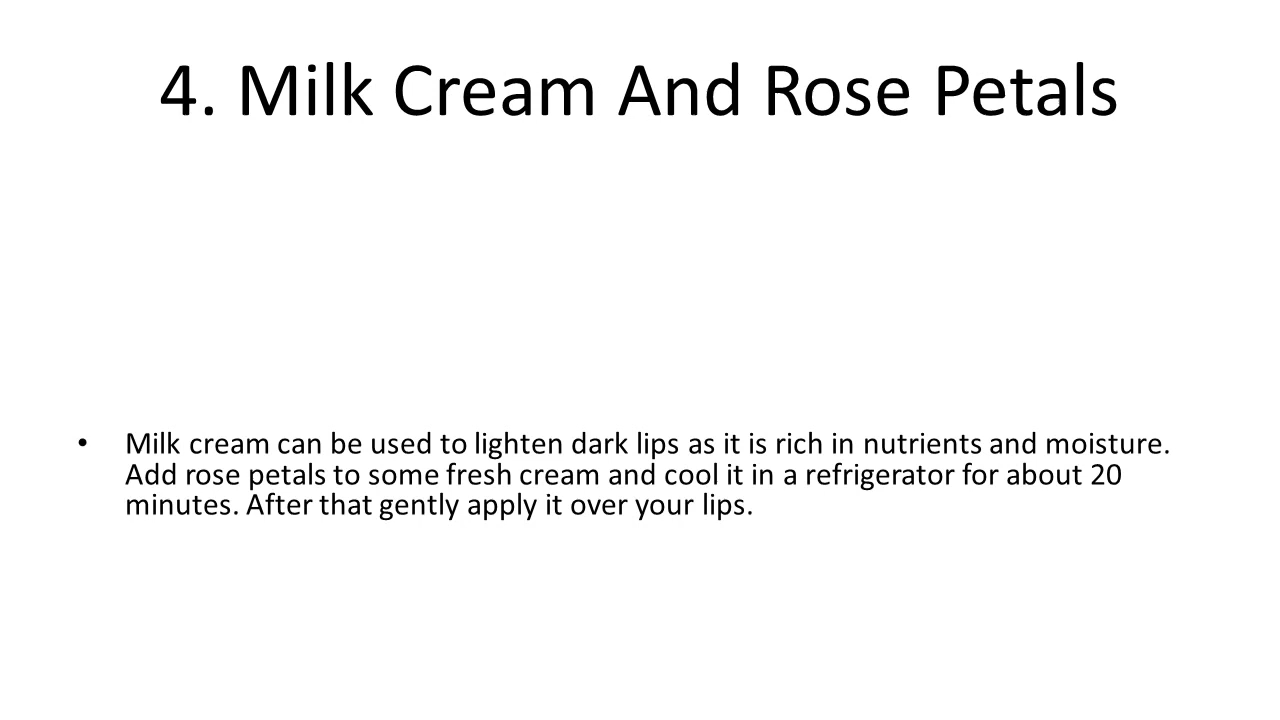 4. Milk Cream And Rose Petals
• Milk cream can be used to lighten dark lips as it is rich in nutrients and moisture.
Add rose petals to some fresh cream and cool it in a refrigerator for about 20
minutes. After that gently apply it over your lips.